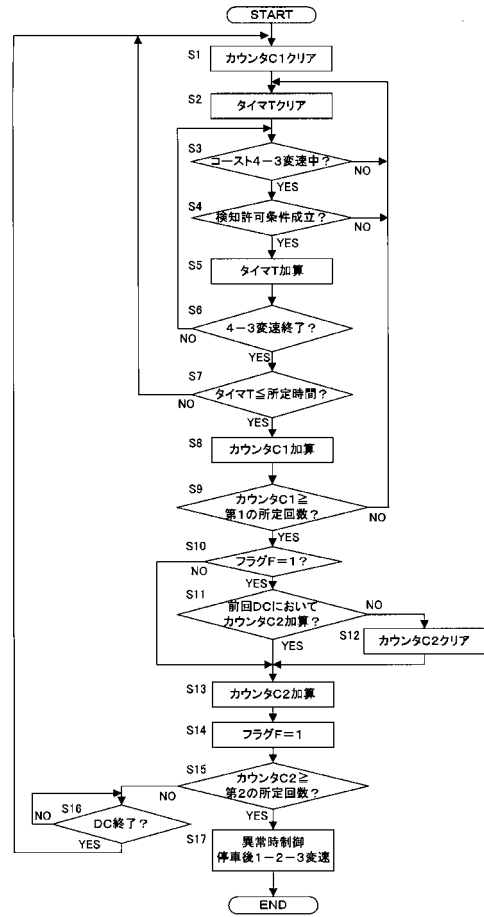 START
S1
カウンタC1クリア
S2
タイマTクリア
S3
コースト4-3変速中?
NO
YES
S4
検知許可条件成立?
NO
YES
S5
タイマT加算
S6
4-3変速終了?
NO
YES
S7
タイマT≦所定時間?
NO
YES
S8
カウンタC1加算
S9
カウンタC1≧
第1の所定回数?
NO
YES
S10
フラグF=1?
NO
YES
S11
前回DCにおいて
カウンタC2加算?
NO
YES
S12
カウンタC2クリア
S13
カウンタC2加算
S14
フラグF=1
S15
カウンタC2≧
第2の所定回数?
NO
YES
S16
DC終了?
NO
YES
S17
異常時制御
停車後1-2-3変速
END